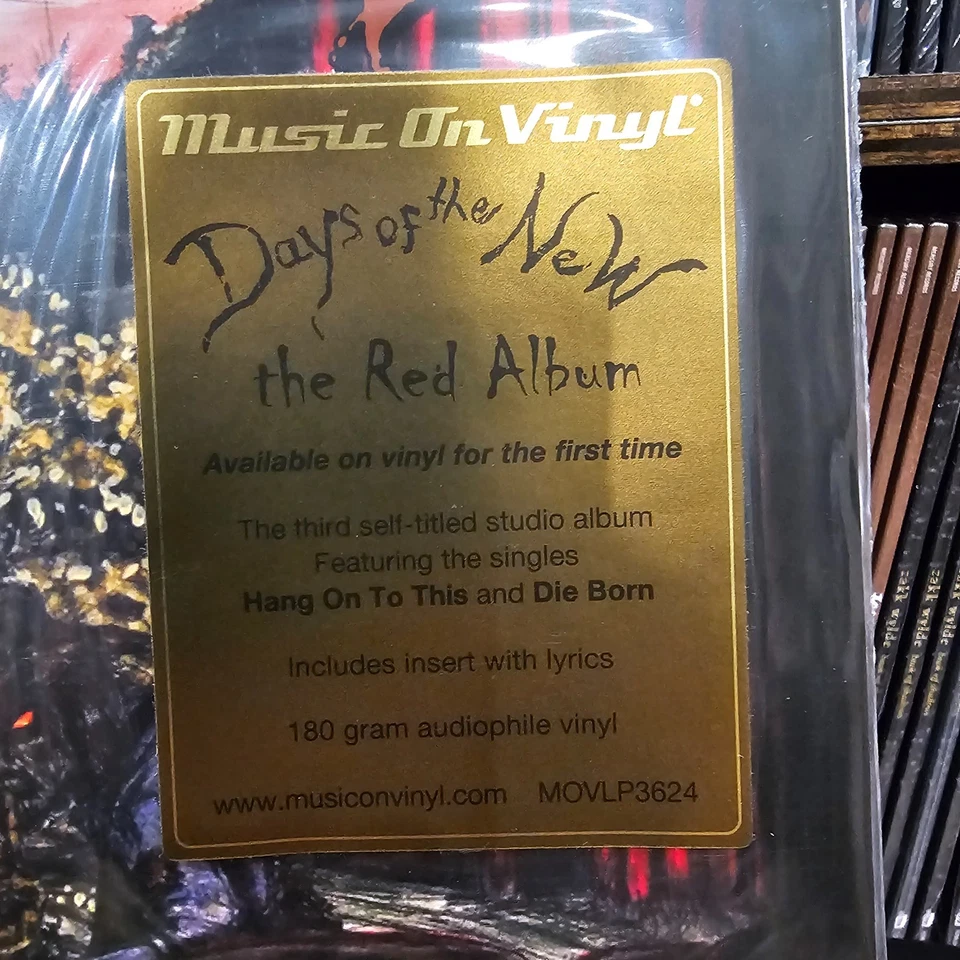 Music On Vinyl
Days of the New
the Red Album
Available on vinyl for the first time
The third self-titled studio album
Featuring the singles
Hang On To This and Die Born
Includes insert with lyrics
180 gram audiophile vinyl
www.musiconvinyl.com MOVLP3624